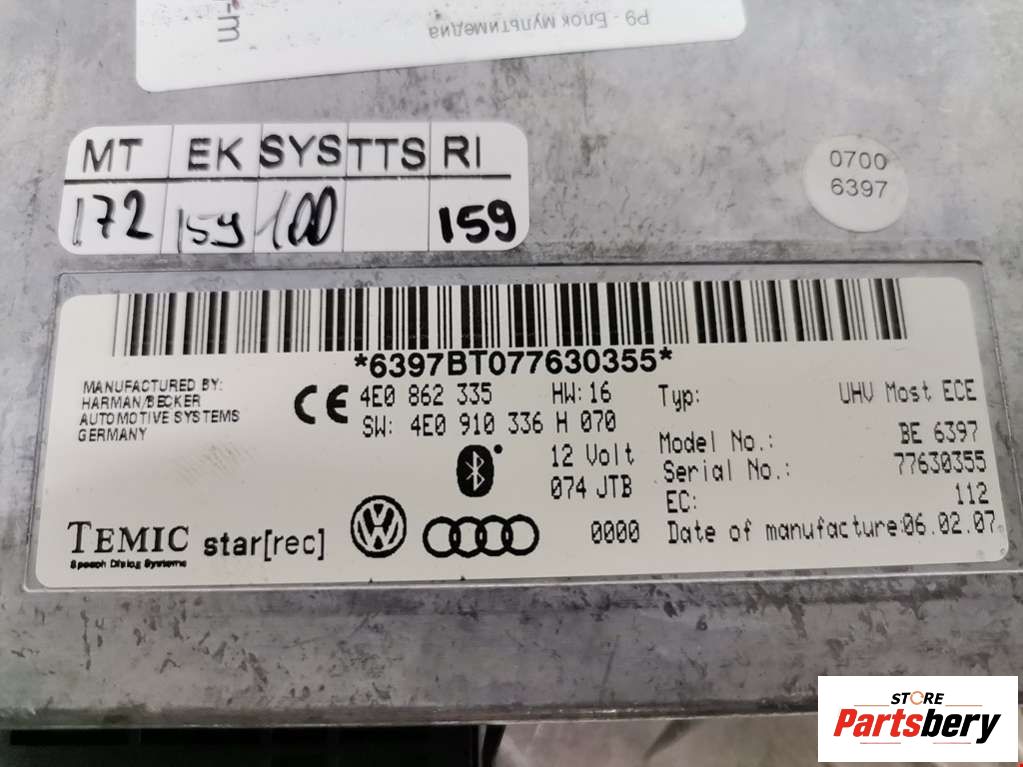 P9 - Блок мультимедиа
-m
MT EK SYS TTS RI
172 159 100 159
0700
6397
*6397BT077630355*
MANUFACTURED BY:
HARMAN/BECKER
AUTOMOTIVE SYSTEMS
GERMANY
CE
4E0 862 335 HW: 16
SW: 4E0 910 336 H 070
12 Volt
074 JTB
0000
Typ: UHV Most ECE
Model No.: BE 6397
Serial No.: 77630355
EC: 112
Date of manufacture: 06.02.07
TEMIC
Speech Dialog Systems
star[rec]
STORE
Partsbery